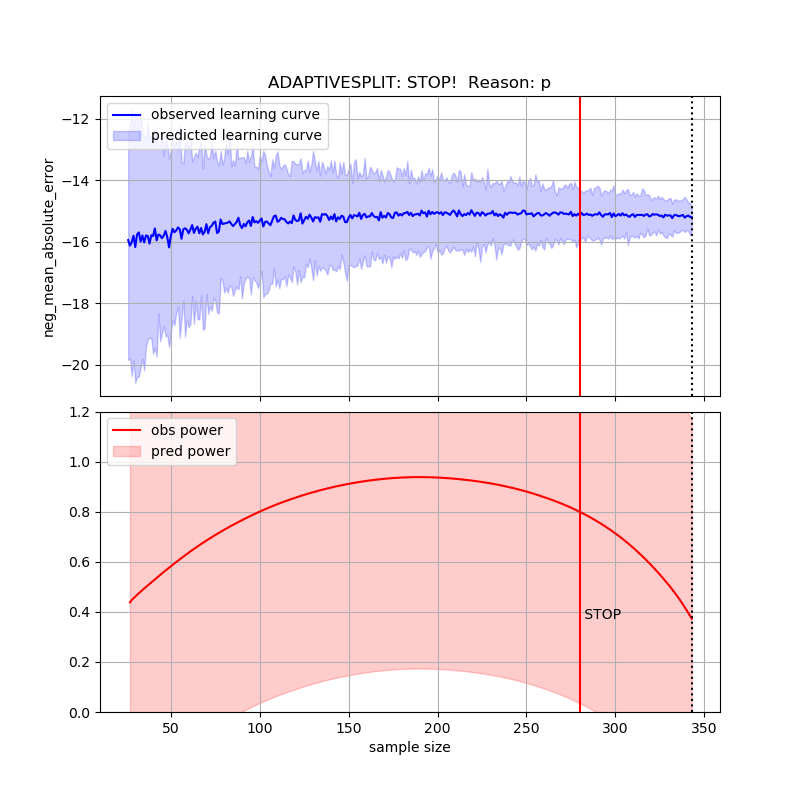 ADAPTIVESPLIT: STOP!  Reason: p
observed learning curve
predicted learning curve
neg_mean_absolute_error
−12
−14
−16
−18
−20
obs power
pred power
STOP
1.2
1.0
0.8
0.6
0.4
0.2
0.0
50 100 150 200 250 300 350
sample size